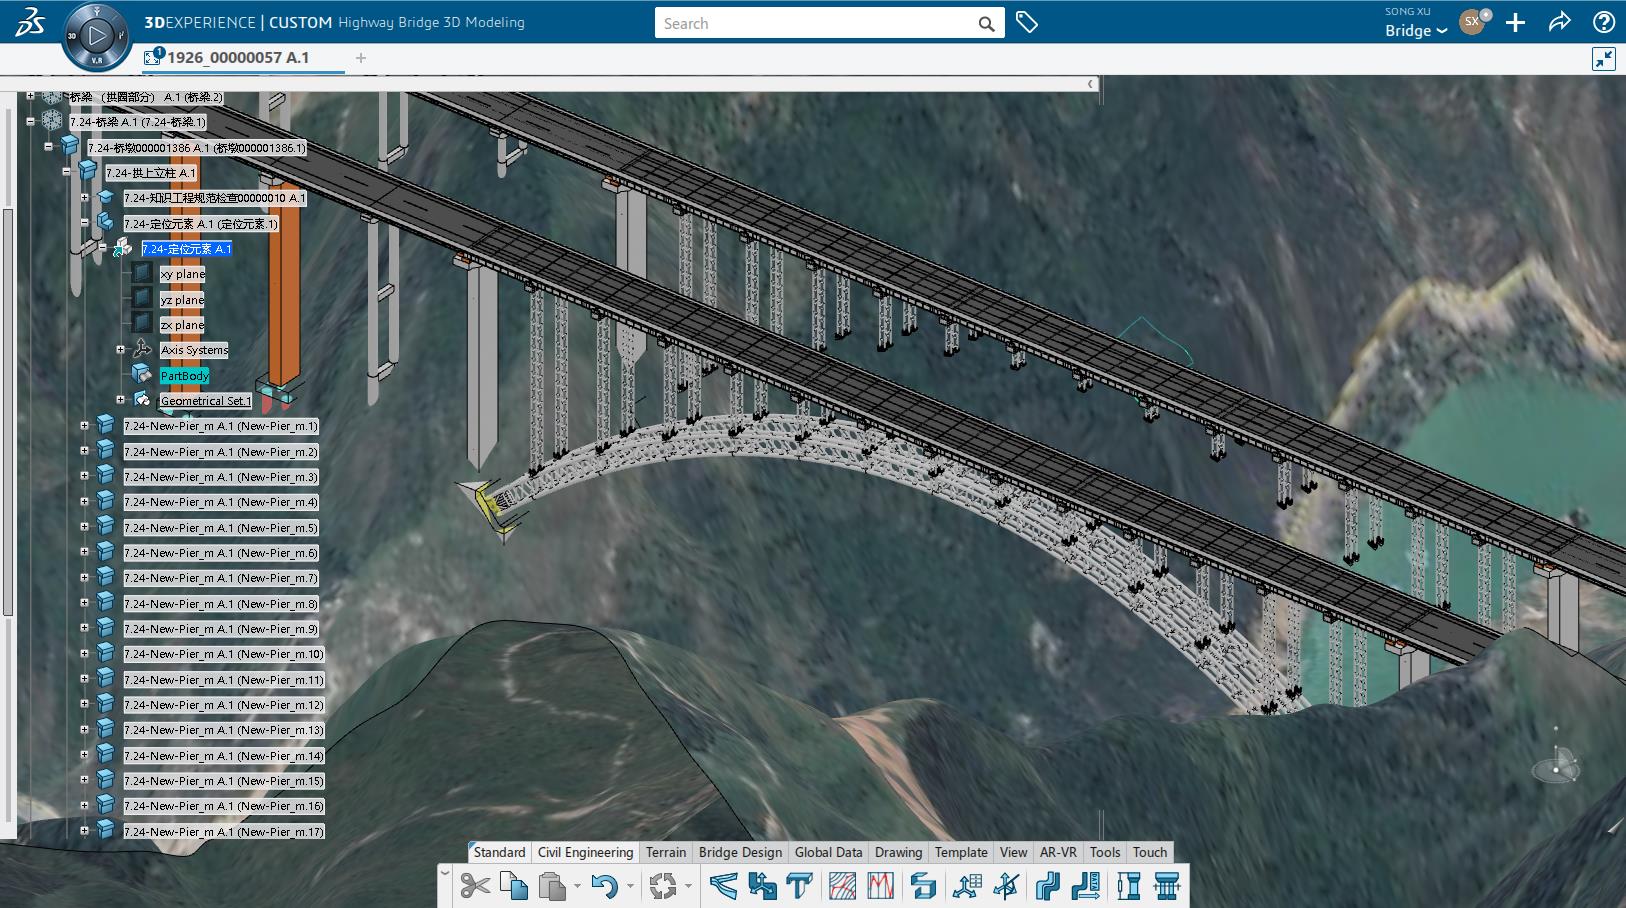 3DEXPERIENCE | CUSTOM Highway Bridge 3D Modeling
Search
SONG XU
Bridge
SX
3D
V.R
1
1926_00000057 A.1
桥梁 （拱圈部分） A.1 (桥梁.2)
7.24-桥梁 A.1 (7.24-桥梁.1)
7.24-桥墩000001386 A.1 (桥墩000001386.1)
7.24-拱上立柱 A.1
7.24-知识工程规范检查00000010 A.1
7.24-定位元素 A.1 (定位元素.1)
7.24-定位元素 A.1
xy plane
yz plane
zx plane
Axis Systems
PartBody
Geometrical Set.1
7.24-New-Pier_m A.1 (New-Pier_m.1)
7.24-New-Pier_m A.1 (New-Pier_m.2)
7.24-New-Pier_m A.1 (New-Pier_m.3)
7.24-New-Pier_m A.1 (New-Pier_m.4)
7.24-New-Pier_m A.1 (New-Pier_m.5)
7.24-New-Pier_m A.1 (New-Pier_m.6)
7.24-New-Pier_m A.1 (New-Pier_m.7)
7.24-New-Pier_m A.1 (New-Pier_m.8)
7.24-New-Pier_m A.1 (New-Pier_m.9)
7.24-New-Pier_m A.1 (New-Pier_m.10)
7.24-New-Pier_m A.1 (New-Pier_m.11)
7.24-New-Pier_m A.1 (New-Pier_m.12)
7.24-New-Pier_m A.1 (New-Pier_m.13)
7.24-New-Pier_m A.1 (New-Pier_m.14)
7.24-New-Pier_m A.1 (New-Pier_m.15)
7.24-New-Pier_m A.1 (New-Pier_m.16)
7.24-New-Pier_m A.1 (New-Pier_m.17)
Standard Civil Engineering Terrain Bridge Design Global Data Drawing Template View AR-VR Tools Touch